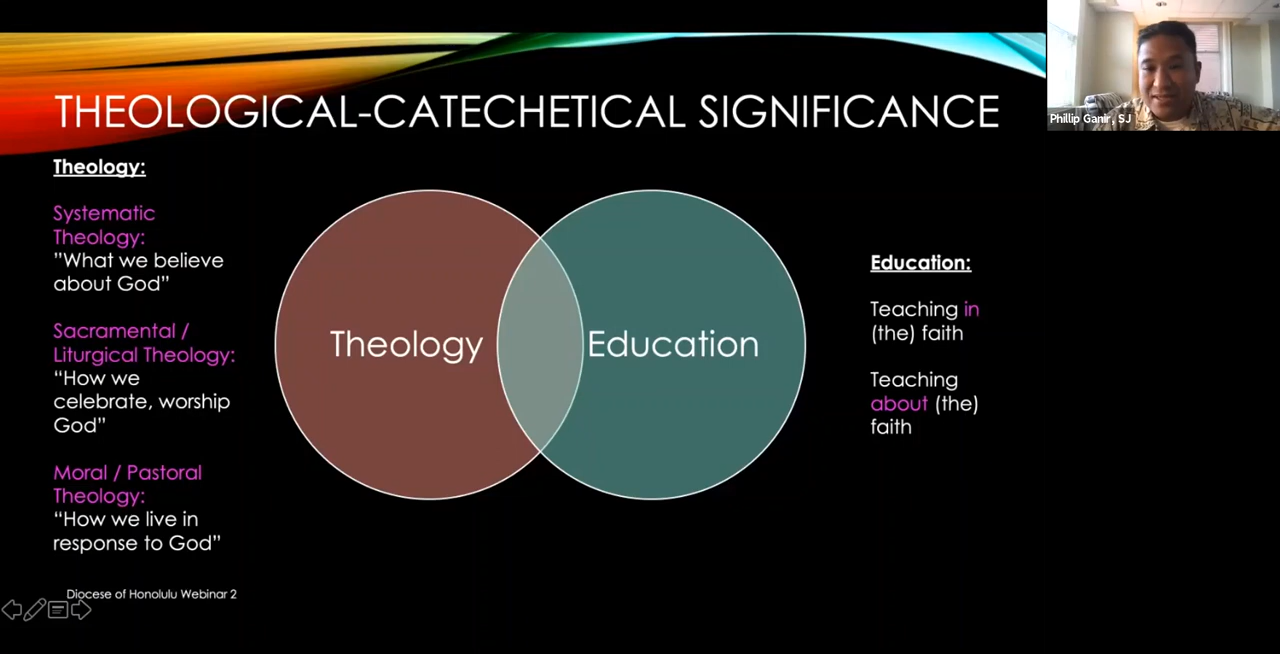 THEOLOGICAL-CATECHETICAL SIGNIFICANCE
Phillip Ganir, SJ
Theology:
Systematic
Theology:
”What we believe
about God”
Sacramental /
Liturgical Theology:
“How we
celebrate, worship
God”
Moral / Pastoral
Theology:
“How we live in
response to God”
Theology
Education
Education:
Teaching in
(the) faith
Teaching
about (the)
faith
Diocese of Honolulu Webinar 2